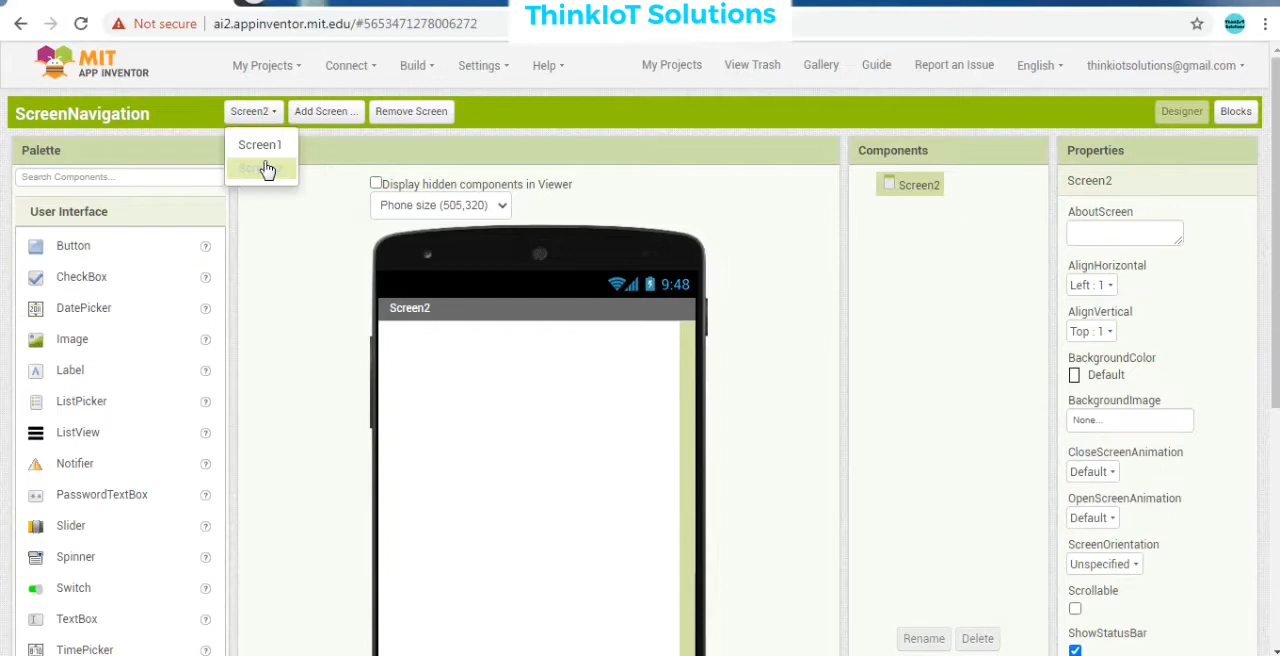 ThinkIoT Solutions
Not secure
ai2.appinventor.mit.edu/#5653471278006272
MIT
APP INVENTOR
My Projects
Connect
Build
Settings
Help
My Projects
View Trash
Gallery
Guide
Report an Issue
English
thinkiotsolutions@gmail.com
ScreenNavigation
Screen2
Add Screen ...
Remove Screen
Designer
Blocks
Screen1
Palette
Search Components...
User Interface
Button
CheckBox
DatePicker
Image
Label
ListPicker
ListView
Notifier
PasswordTextBox
Slider
Spinner
Switch
TextBox
TimePicker
Display hidden components in Viewer
Phone size (505,320)
9:48
Screen2
Components
Screen2
Rename
Delete
Properties
Screen2
AboutScreen
AlignHorizontal
Left : 1
AlignVertical
Top : 1
BackgroundColor
Default
BackgroundImage
None...
CloseScreenAnimation
Default
OpenScreenAnimation
Default
ScreenOrientation
Unspecified
Scrollable
ShowStatusBar